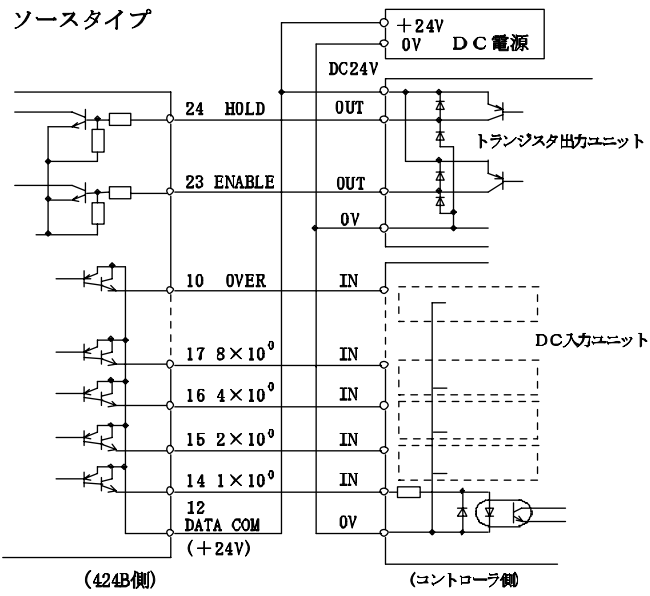 ソースタイプ
＋24V
0V
DC電源
DC24V
24 HOLD
OUT
トランジスタ出力ユニット
23 ENABLE
OUT
0V
10 OVER
IN
DC入力ユニット
17 8×10⁰
IN
16 4×10⁰
IN
15 2×10⁰
IN
14 1×10⁰
IN
12
DATA COM
0V
(＋24V)
(424B側)
(コントローラ側)